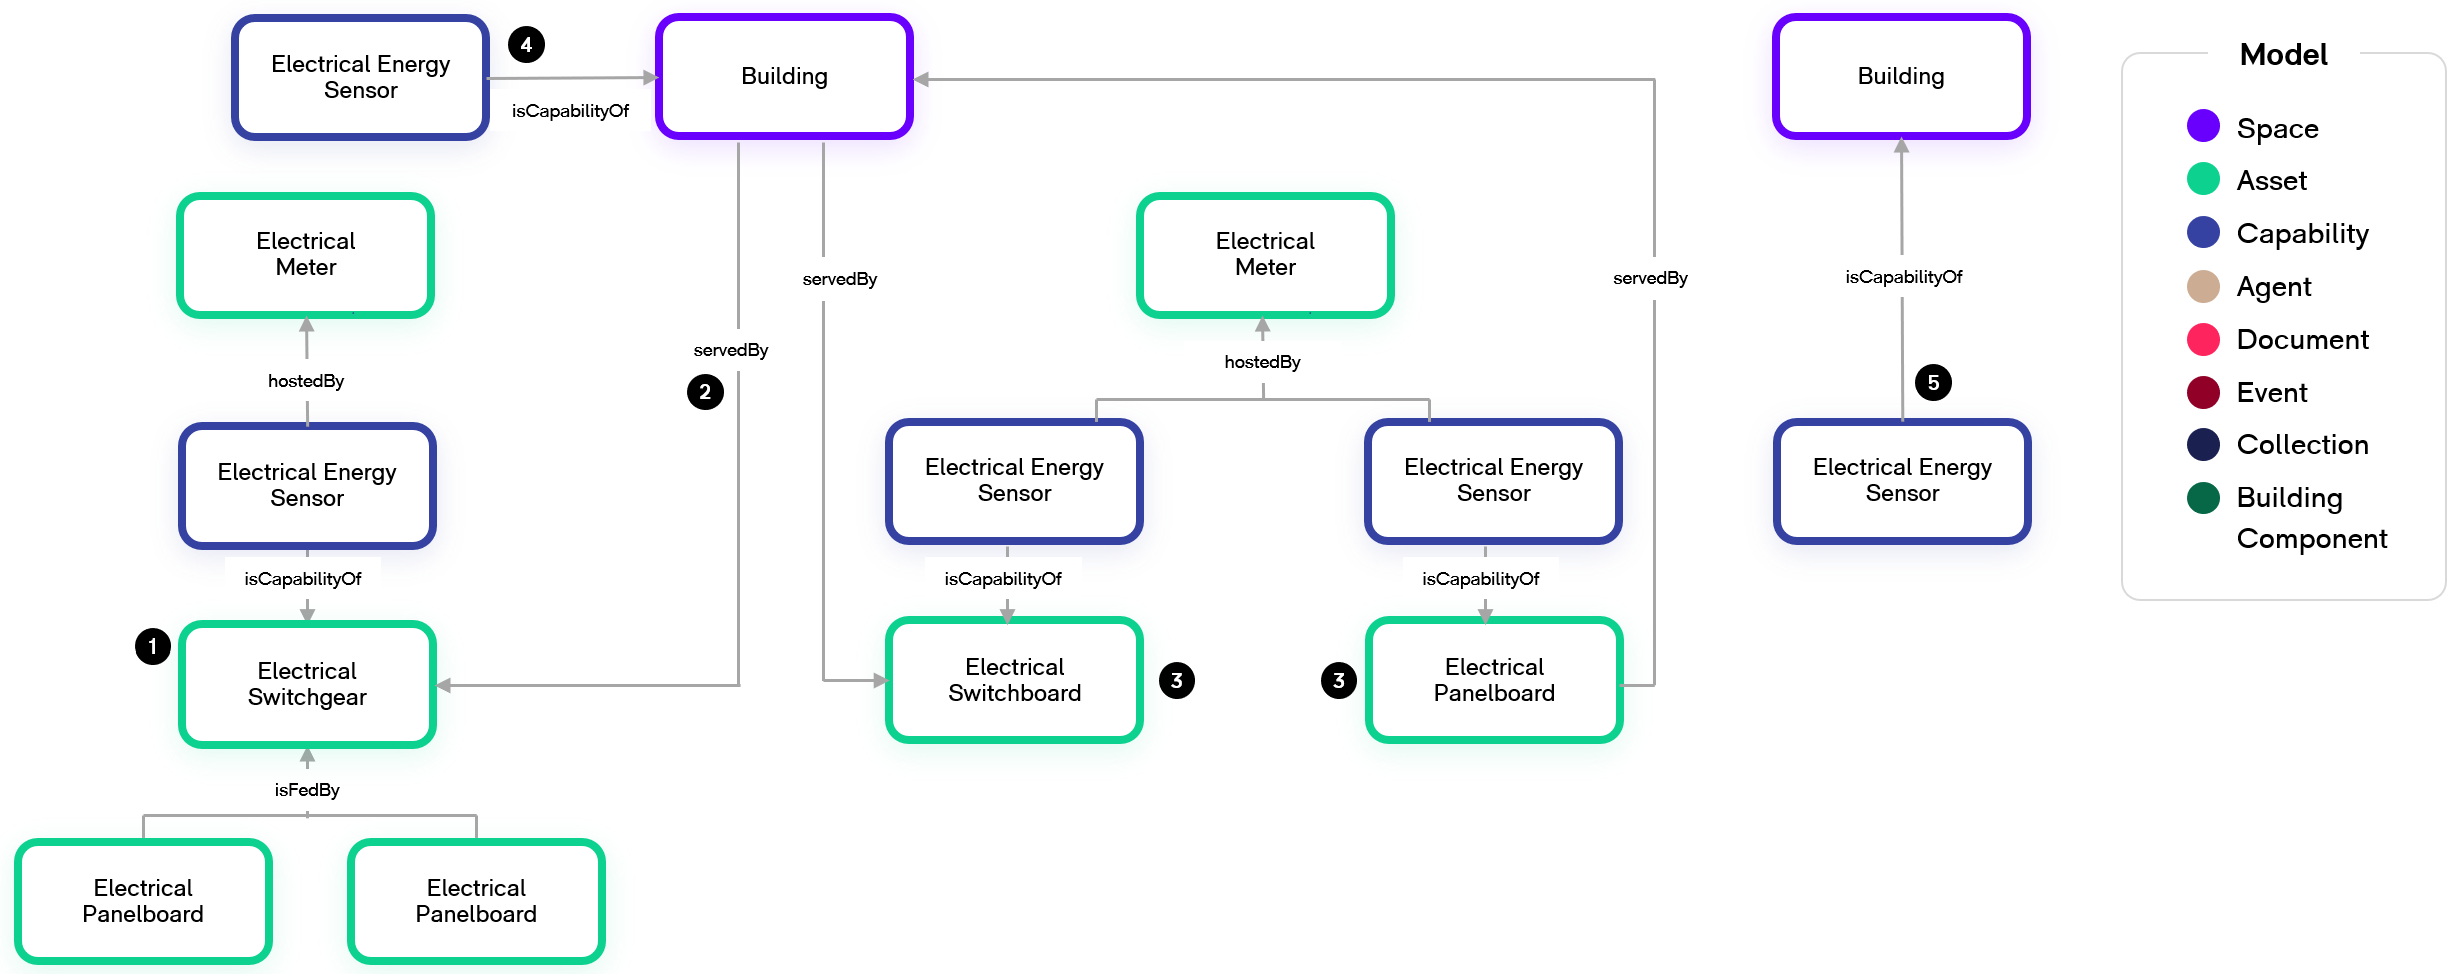 Electrical Energy
Sensor
4
isCapabilityOf
Building
Building
Model
Space
Asset
Capability
Agent
Document
Event
Collection
Building
Component
Electrical
Meter
servedBy
Electrical
Meter
servedBy
isCapabilityOf
hostedBy
servedBy
2
hostedBy
5
Electrical Energy
Sensor
Electrical Energy
Sensor
Electrical Energy
Sensor
Electrical Energy
Sensor
isCapabilityOf
isCapabilityOf
isCapabilityOf
1
Electrical
Switchgear
Electrical
Switchboard
3
3
Electrical
Panelboard
isFedBy
Electrical
Panelboard
Electrical
Panelboard